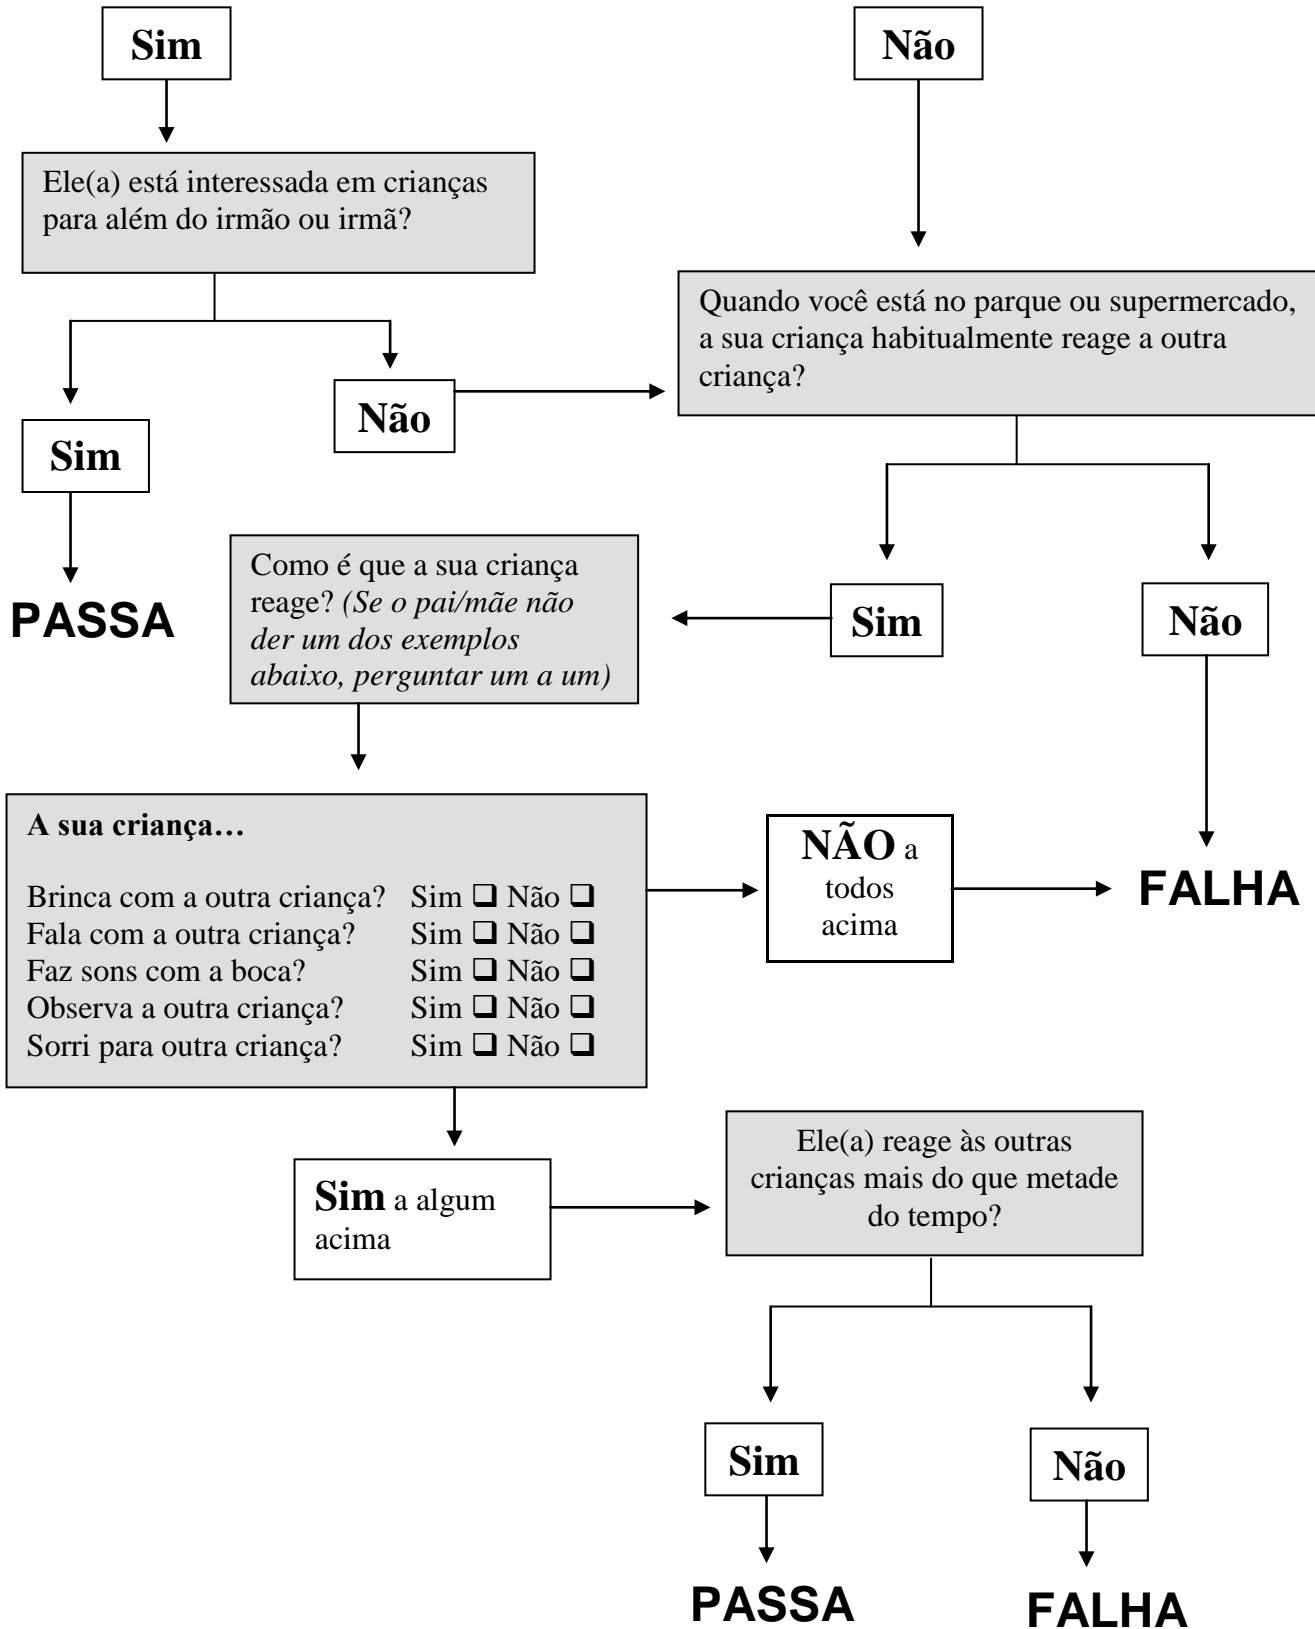 Sim
Não
Ele(a) está interessada em crianças
para além do irmão ou irmã?
Quando você está no parque ou supermercado,
a sua criança habitualmente reage a outra
criança?
Sim
Não
PASSA
Como é que a sua criança
reage? (Se o pai/mãe não
der um dos exemplos
abaixo, perguntar um a um)
Sim
Não
A sua criança…
Brinca com a outra criança? Sim ❑ Não ❑
Fala com a outra criança? Sim ❑ Não ❑
Faz sons com a boca? Sim ❑ Não ❑
Observa a outra criança? Sim ❑ Não ❑
Sorri para outra criança? Sim ❑ Não ❑
NÃO a
todos
acima
FALHA
Sim a algum
acima
Ele(a) reage às outras
crianças mais do que metade
do tempo?
Sim
Não
PASSA
FALHA